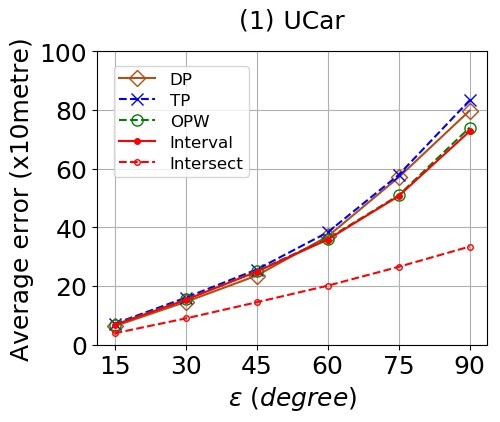 (1) UCar
Average error (x10metre)
100
80
60
40
20
0
DP
TP
OPW
Interval
Intersect
15 30 45 60 75 90
ε (degree)